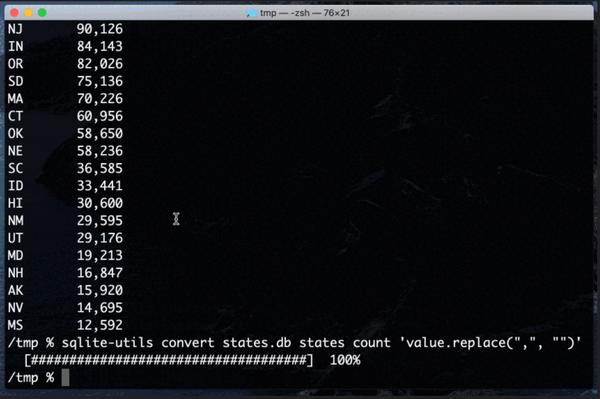 tmp — -zsh — 76×21
NJ 90,126
IN 84,143
OR 82,026
SD 75,136
MA 70,226
CT 60,956
OK 58,650
NE 58,236
SC 36,585
ID 33,441
HI 30,600
NM 29,595
UT 29,176
MD 19,213
NH 16,847
AK 15,920
NV 14,695
MS 12,592
/tmp % sqlite-utils convert states.db states count 'value.replace(",", "")'
[####################################] 100%
/tmp %